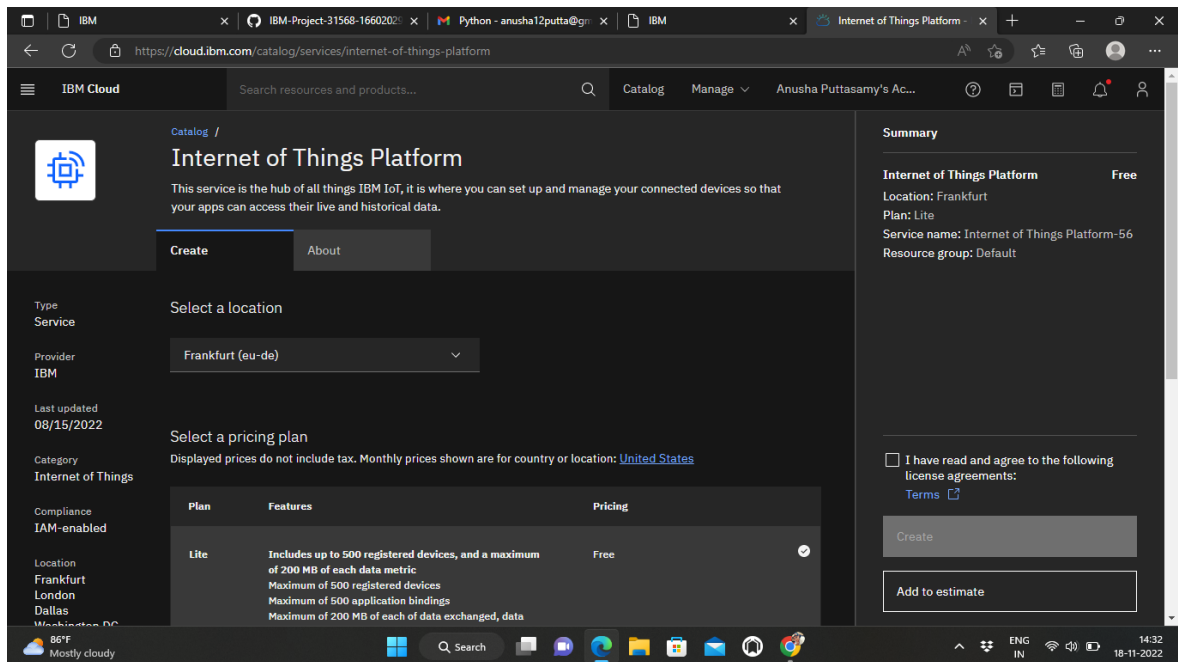 IBM
IBM-Project-31568-16602029
Python - anusha12putta@gm
IBM
Internet of Things Platform -
https://cloud.ibm.com/catalog/services/internet-of-things-platform
IBM Cloud
Search resources and products...
Catalog
Manage
Anusha Puttasamy's Ac...
Catalog /
Internet of Things Platform
This service is the hub of all things IBM IoT, it is where you can set up and manage your connected devices so that
your apps can access their live and historical data.
Create
About
Type
Service
Provider
IBM
Last updated
08/15/2022
Category
Internet of Things
Compliance
IAM-enabled
Location
Frankfurt
London
Dallas
Washington DC
Select a location
Frankfurt (eu-de)
Select a pricing plan
Displayed prices do not include tax. Monthly prices shown are for country or location: United States
Plan
Features
Pricing
Lite
Includes up to 500 registered devices, and a maximum
of 200 MB of each data metric
Maximum of 500 registered devices
Maximum of 500 application bindings
Maximum of 200 MB of each of data exchanged, data
Free
Summary
Internet of Things Platform Free
Location: Frankfurt
Plan: Lite
Service name: Internet of Things Platform-56
Resource group: Default
I have read and agree to the following
license agreements:
Terms
Create
Add to estimate
86°F
Mostly cloudy
Search
ENG
IN
14:32
18-11-2022